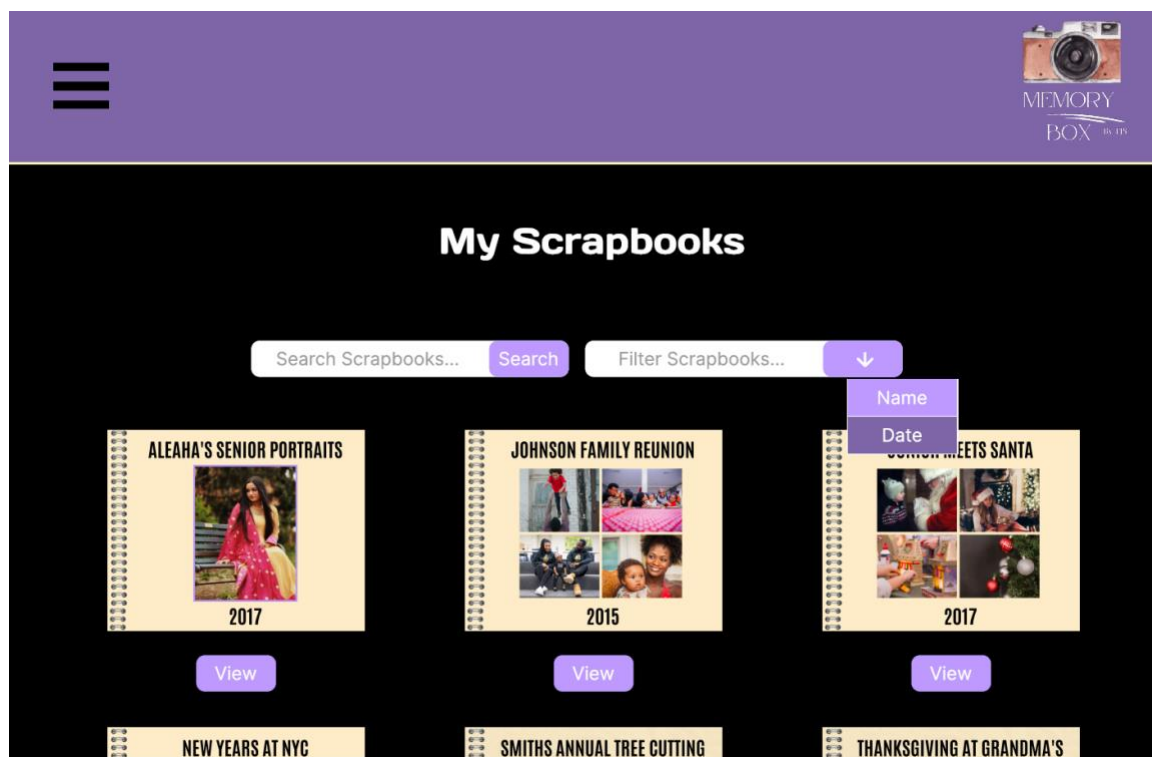 MEMORY
BOX
My Scrapbooks
Search Scrapbooks...
Search
Filter Scrapbooks...
Name
Date
ALEAHA'S SENIOR PORTRAITS
2017
JOHNSON FAMILY REUNION
2015
MEETS SANTA
2017
View
View
View
NEW YEARS AT NYC
SMITHS ANNUAL TREE CUTTING
THANKSGIVING AT GRANDMA'S